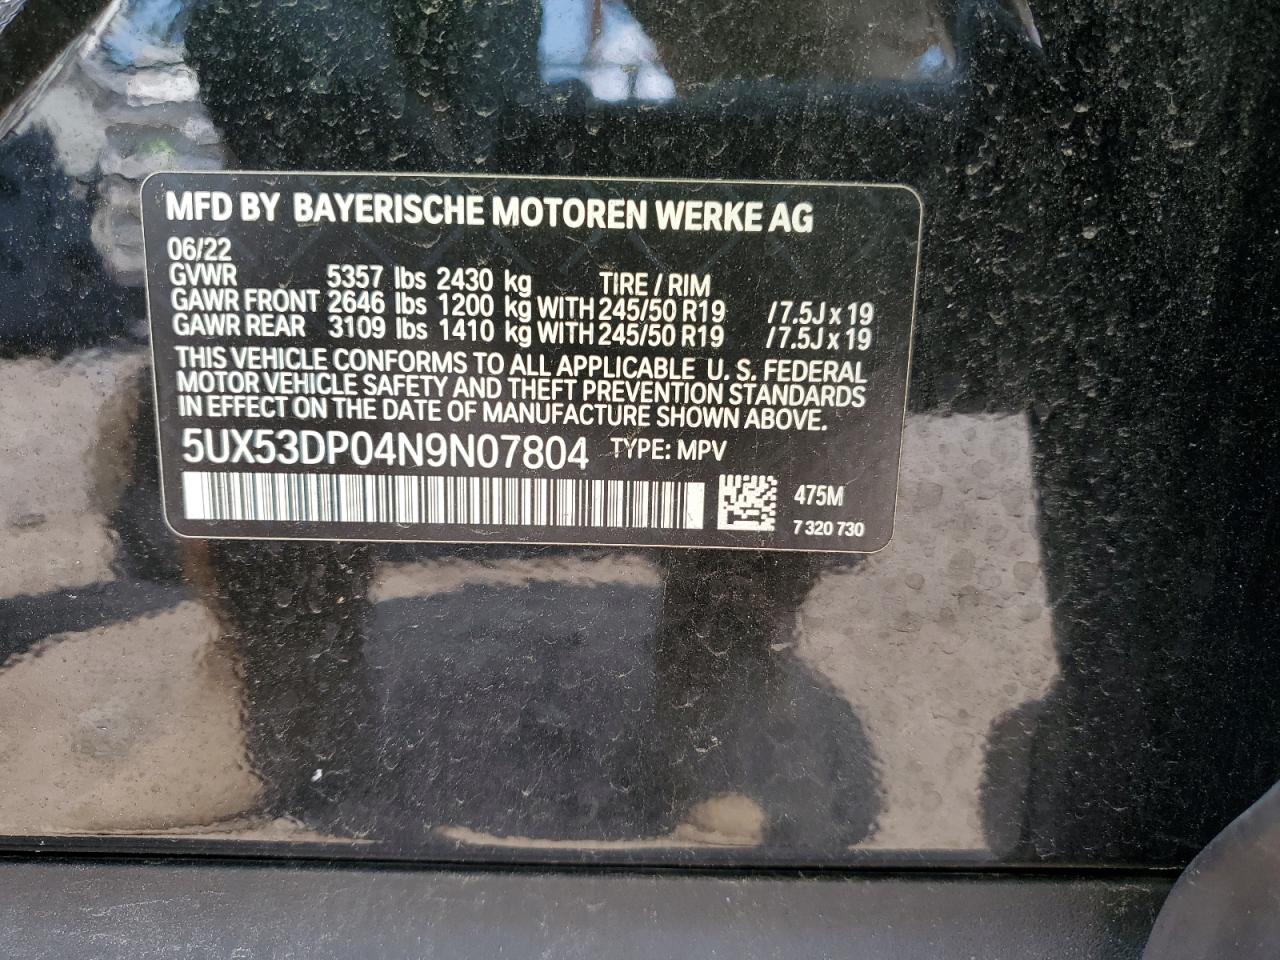 MFD BY BAYERISCHE MOTOREN WERKE AG
06/22
GVWR 5357 lbs 2430 kg TIRE / RIM
GAWR FRONT 2646 lbs 1200 kg WITH 245/50 R19 / 7.5J x 19
GAWR REAR 3109 lbs 1410 kg WITH 245/50 R19 / 7.5J x 19
THIS VEHICLE CONFORMS TO ALL APPLICABLE U. S. FEDERAL
MOTOR VEHICLE SAFETY AND THEFT PREVENTION STANDARDS
IN EFFECT ON THE DATE OF MANUFACTURE SHOWN ABOVE.
5UX53DP04N9N07804 TYPE: MPV
475M
7 320 730